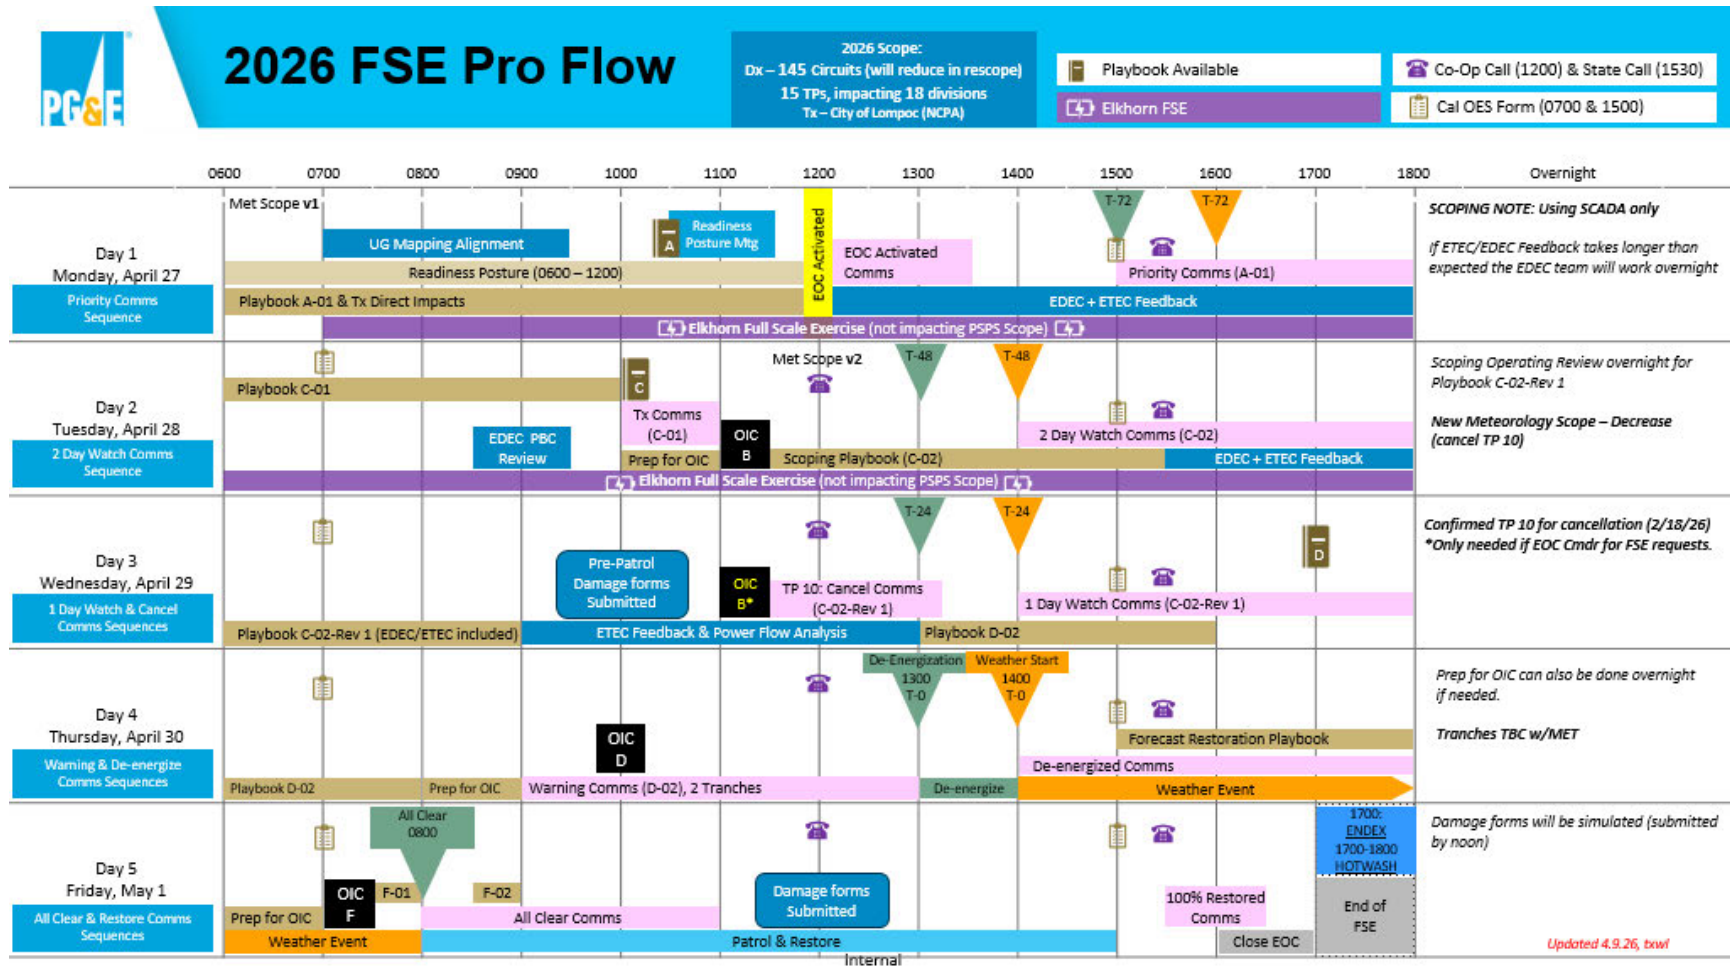 PG&E
2026 FSE Pro Flow
2026 Scope:
Dx – 145 Circuits (will reduce in rescope)
15 TPs, impacting 18 divisions
Tx – City of Lompoc (NCPA)
Playbook Available
Co-Op Call (1200) & State Call (1530)
Elkhorn FSE
Cal OES Form (0700 & 1500)
0600 0700 0800 0900 1000 1100 1200 1300 1400 1500 1600 1700 1800 Overnight
Day 1
Monday, April 27
Priority Comms
Sequence
Met Scope v1
UG Mapping Alignment
A
Readiness
Posture Mtg
EOC Activated
EOC Activated
Comms
T-72
T-72
Readiness Posture (0600 – 1200)
Priority Comms (A-01)
Playbook A-01 & Tx Direct Impacts
EDEC + ETEC Feedback
Elkhorn Full Scale Exercise (not impacting PSPS Scope)
SCOPING NOTE: Using SCADA only
If ETEC/EDEC Feedback takes longer than
expected the EDEC team will work overnight
Day 2
Tuesday, April 28
2 Day Watch Comms
Sequence
Playbook C-01
C
Met Scope v2
T-48
T-48
EDEC PBC
Review
Tx Comms
(C-01)
Prep for OIC
OIC
B
2 Day Watch Comms (C-02)
Scoping Playbook (C-02)
EDEC + ETEC Feedback
Elkhorn Full Scale Exercise (not impacting PSPS Scope)
Scoping Operating Review overnight for
Playbook C-02-Rev 1
New Meteorology Scope – Decrease
(cancel TP 10)
Day 3
Wednesday, April 29
1 Day Watch & Cancel
Comms Sequences
T-24
T-24
D
Pre-Patrol
Damage forms
Submitted
OIC
B*
TP 10: Cancel Comms
(C-02-Rev 1)
1 Day Watch Comms (C-02-Rev 1)
Playbook C-02-Rev 1 (EDEC/ETEC included)
ETEC Feedback & Power Flow Analysis
Playbook D-02
Confirmed TP 10 for cancellation (2/18/26)
*Only needed if EOC Cmdr for FSE requests.
Day 4
Thursday, April 30
Warning & De-energize
Comms Sequences
De-Energization
1300
T-0
Weather Start
1400
T-0
OIC
D
Forecast Restoration Playbook
De-energized Comms
Playbook D-02
Prep for OIC
Warning Comms (D-02), 2 Tranches
De-energize
Weather Event
Prep for OIC can also be done overnight
if needed.
Tranches TBC w/MET
Day 5
Friday, May 1
All Clear & Restore Comms
Sequences
All Clear
0800
OIC
F
F-01
F-02
Prep for OIC
All Clear Comms
Damage forms
Submitted
100% Restored
Comms
1700:
ENDEX
1700-1800
HOTWASH
End of
FSE
Weather Event
Patrol & Restore
Close EOC
Damage forms will be simulated (submitted
by noon)
Updated 4.9.26, txwl
Internal